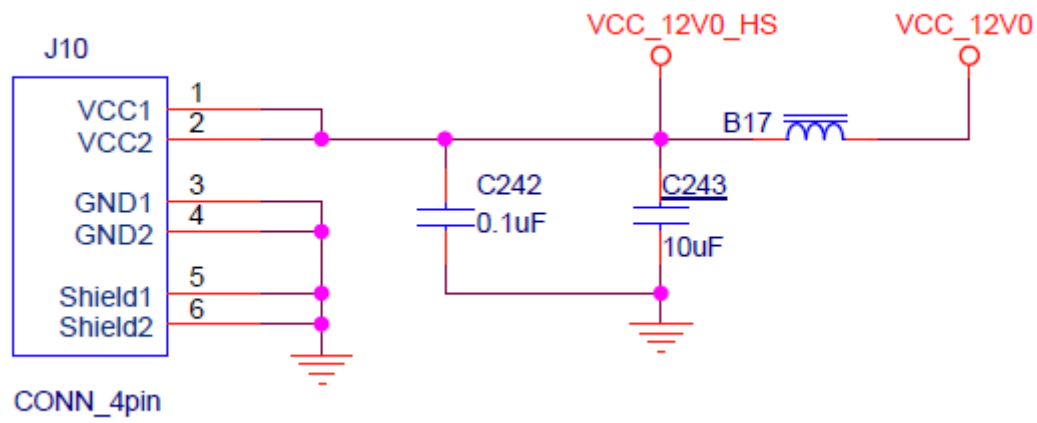 VCC_12V0_HS
VCC_12V0
J10
VCC1
1
VCC2
2
B17
GND1
3
GND2
4
C242
0.1uF
C243
10uF
Shield1
5
Shield2
6
CONN_4pin